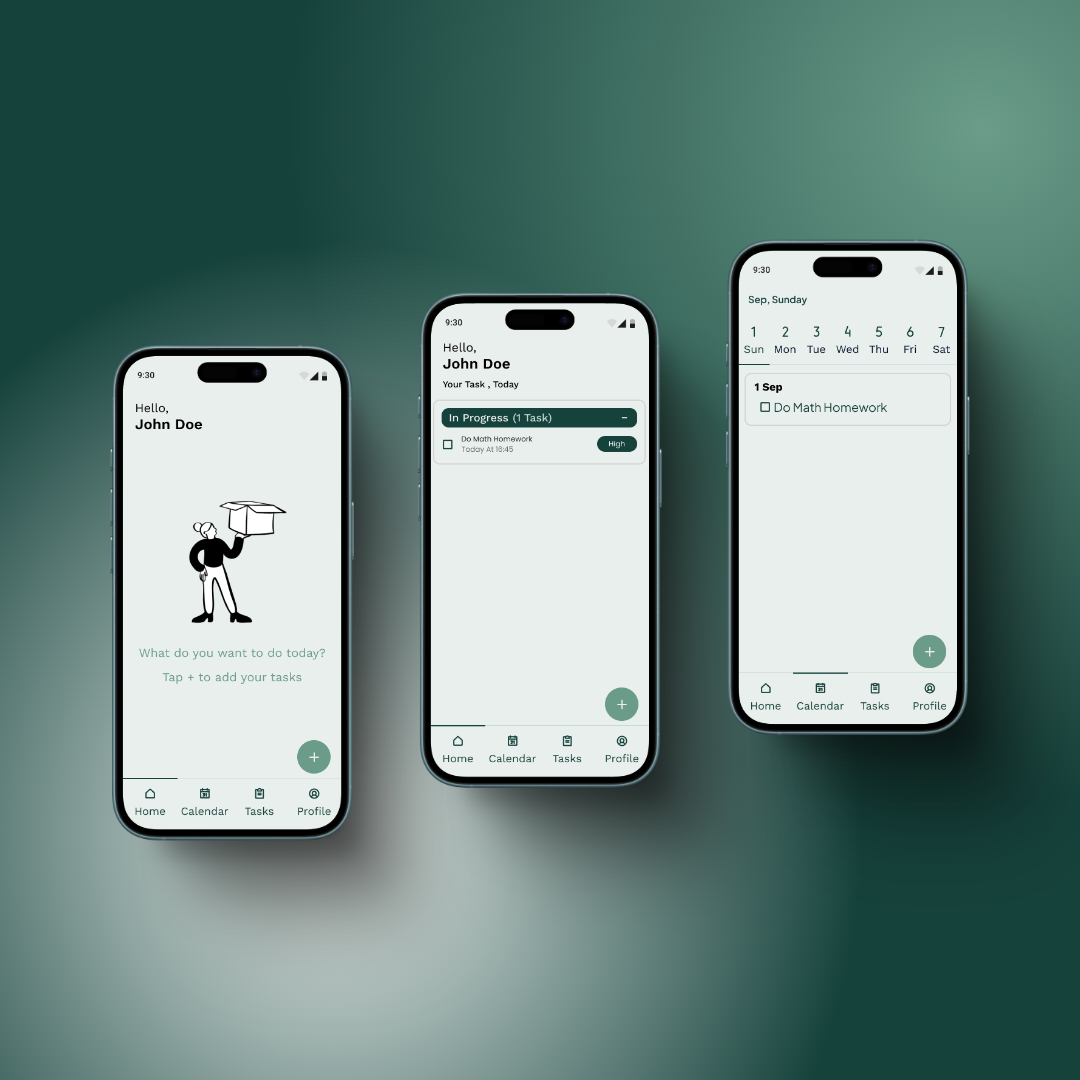 9:30
Hello,
John Doe
What do you want to do today?
Tap + to add your tasks
+
Home Calendar Tasks Profile
9:30
Hello,
John Doe
Your Task , Today
In Progress (1 Task) –
Do Math Homework
Today At 16:45
High
+
Home Calendar Tasks Profile
9:30
Sep, Sunday
1 2 3 4 5 6 7
Sun Mon Tue Wed Thu Fri Sat
1 Sep
Do Math Homework
+
Home Calendar Tasks Profile